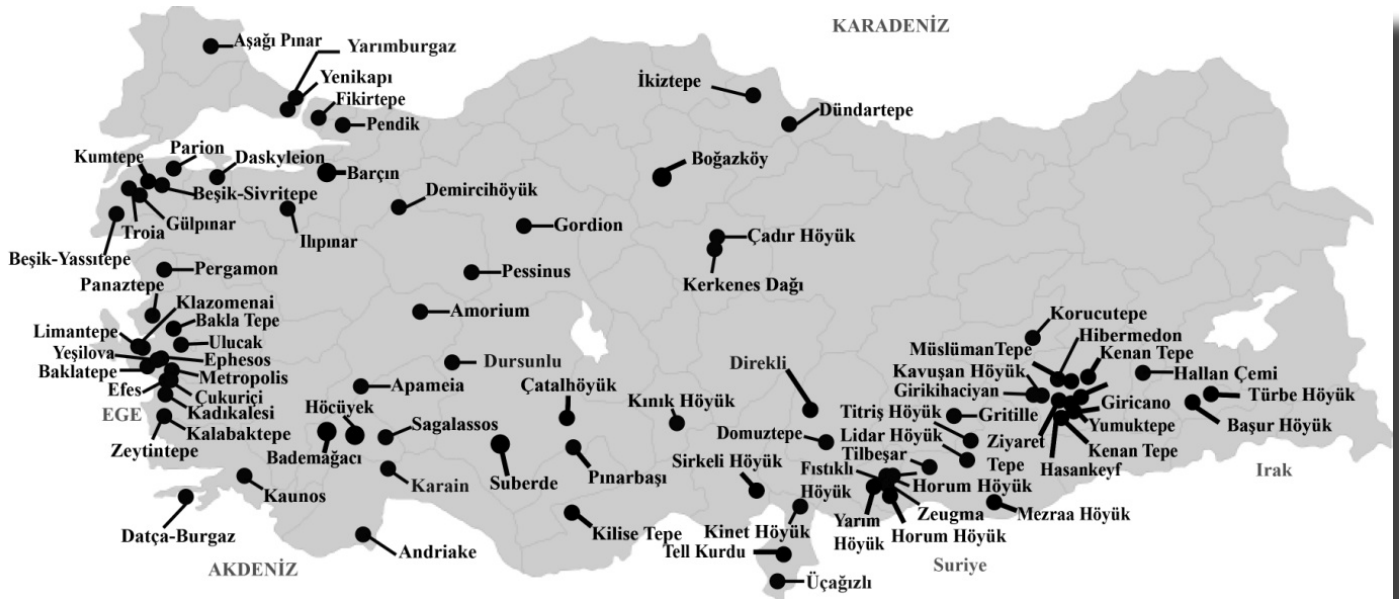 KARADENİZ
Aşağı Pınar
Yarımburgaz
Yenikapı
Fikirtepe
Pendik
İkiztepe
Dündartepe
Kumtepe
Parion
Daskyleion
Barçın
Boğazköy
Beşik-Sivritepe
Demircihöyük
Gülpınar
Troia
Ilıpınar
Gordion
Çadır Höyük
Beşik-Yassıtepe
Pergamon
Pessinus
Kerkenes Dağı
Panaztepe
Klazomenai
Bakla Tepe
Amorium
Korucutepe
Limantepe
Ulucak
Hibermedon
Yeşilova
Ephesos
Dursunlu
Direkli
MüslümanTepe
Kenan Tepe
Baklatepe
Metropolis
Kavuşan Höyük
Hallan Çemi
Efes
Çukuriçi
Apameia
Çatalhöyük
Girikihaciyan
Türbe Höyük
EGE
Kadıkalesi
Höcüyek
Kınık Höyük
Titriş Höyük
Gritille
Giricano
Kalabaktepe
Sagalassos
Yumuktepe
Başur Höyük
Zeytintepe
Domuztepe
Lidar Höyük
Ziyaret
Kenan Tepe
Bademağacı
Tilbeşar
Tepe
Hasankeyf
Irak
Suberde
Pınarbaşı
Sirkeli Höyük
Fıstıklı
Höyük
Horum Höyük
Karain
Kaunos
Yarım
Höyük
Zeugma
Mezraa Höyük
Datça-Burgaz
Kilise Tepe
Kinet Höyük
Horum Höyük
Andriake
Tell Kurdu
Suriye
AKDENİZ
Üçağızlı